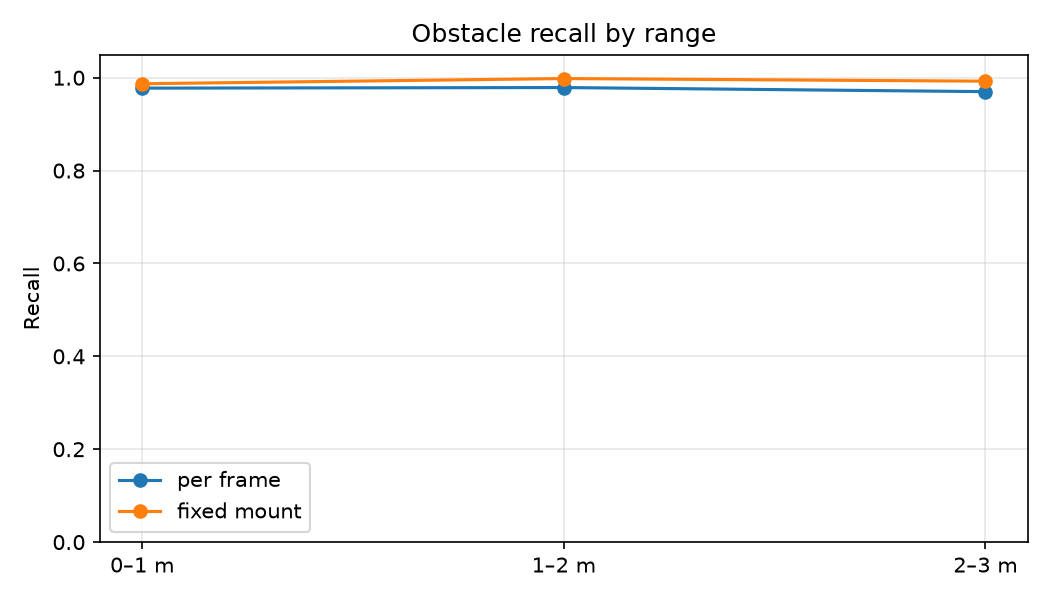 Obstacle recall by range
Recall
1.0
0.8
0.6
0.4
0.2
0.0
per frame
fixed mount
0–1 m
1–2 m
2–3 m